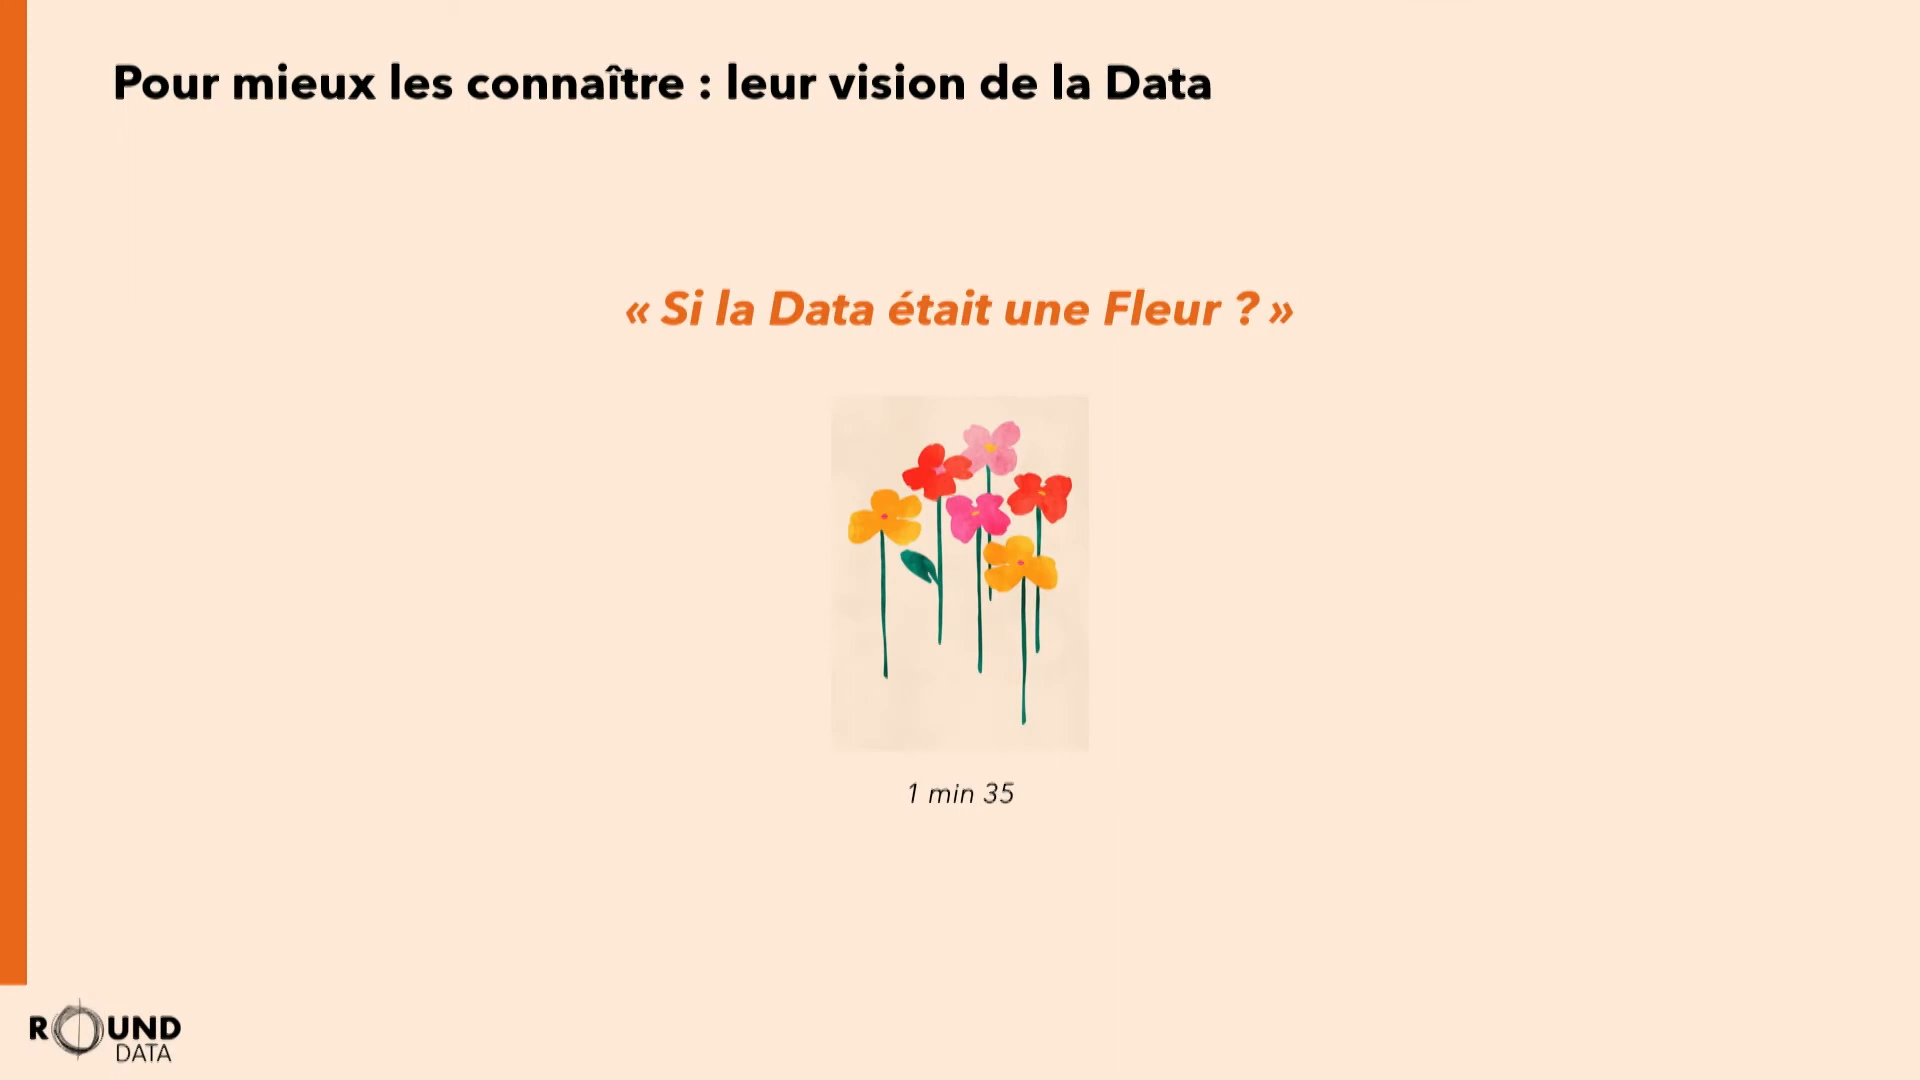 Pour mieux les connaître : leur vision de la Data
« Si la Data était une Fleur ? »
1 min 35
ROUND
DATA